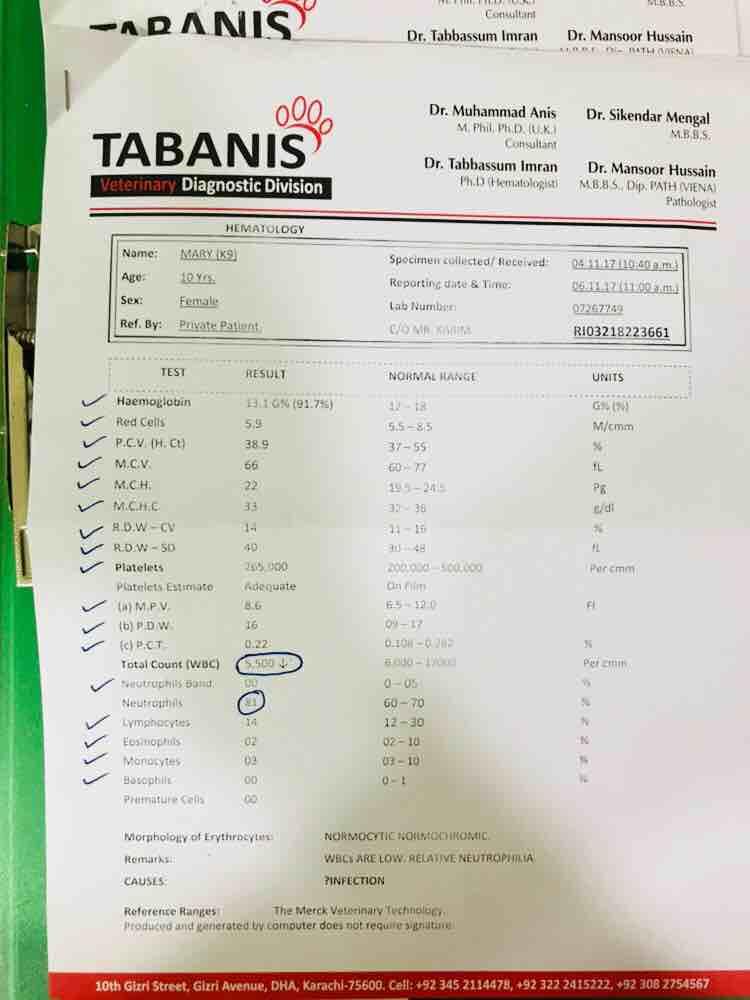 TABANIS
Consultant
M.B.B.S.
Dr. Tabbassum Imran Dr. Mansoor Hussain
TABANIS
Veterinary Diagnostic Division
Dr. Muhammad Anis
M. Phil, Ph.D. (U.K.)
Consultant
Dr. Tabbassum Imran
Ph.D (Hematologist)
Dr. Sikendar Mengal
M.B.B.S.
Dr. Mansoor Hussain
M.B.B.S., Dip. PATH (VIENA)
Pathologist
HEMATOLOGY
Name: MARY (K9)
Age: 10 Yrs.
Sex: Female
Ref. By: Private Patient.
Specimen collected/ Received: 04.11.17 (10:40 a.m.)
Reporting date & Time: 06.11.17 (11:00 a.m.)
Lab Number: 07267749
C/O MR. RI03218223661
TEST RESULT NORMAL RANGE UNITS
Haemoglobin 13.1 G% (91.7%) 12 – 18 G% (%)
Red Cells 5.9 5.5 – 8.5 M/cmm
P.C.V. (H. Ct) 38.9 37 – 55 %
M.C.V. 66 60 – 77 fL
M.C.H. 22 19.5 – 24.5 Pg
M.C.H.C 33 32 – 36 g/dl
R.D.W – CV 14 11 – 16 %
R.D.W – SD 40 30 – 48 fL
Platelets 265,000 200,000 – 500,000 Per cmm
Platelets Estimate Adequate On Film
(a) M.P.V. 8.6 6.5 – 12.0 Fl
(b) P.D.W. 16 09 – 17
(c) P.C.T. 0.22 0.108 – 0.282 %
Total Count (WBC) 5,500 ↓ 6,000 – 17000 Per cmm
Neutrophils Band 00 0 – 05 %
Neutrophils 81 60 – 70 %
Lymphocytes 14 12 – 30 %
Eosinophils 02 02 – 10 %
Monocytes 03 03 – 10 %
Basophils 00 0 – 1 %
Premature Cells 00
Morphology of Erythrocytes: NORMOCYTIC NORMOCHROMIC.
Remarks: WBCs ARE LOW. RELATIVE NEUTROPHILIA
CAUSES: ?INFECTION
Reference Ranges: The Merck Veterinary Technology.
Produced and generated by computer does not require signature.
10th Gizri Street, Gizri Avenue, DHA, Karachi-75600. Cell: +92 345 2114478, +92 322 2415222, +92 308 2754567